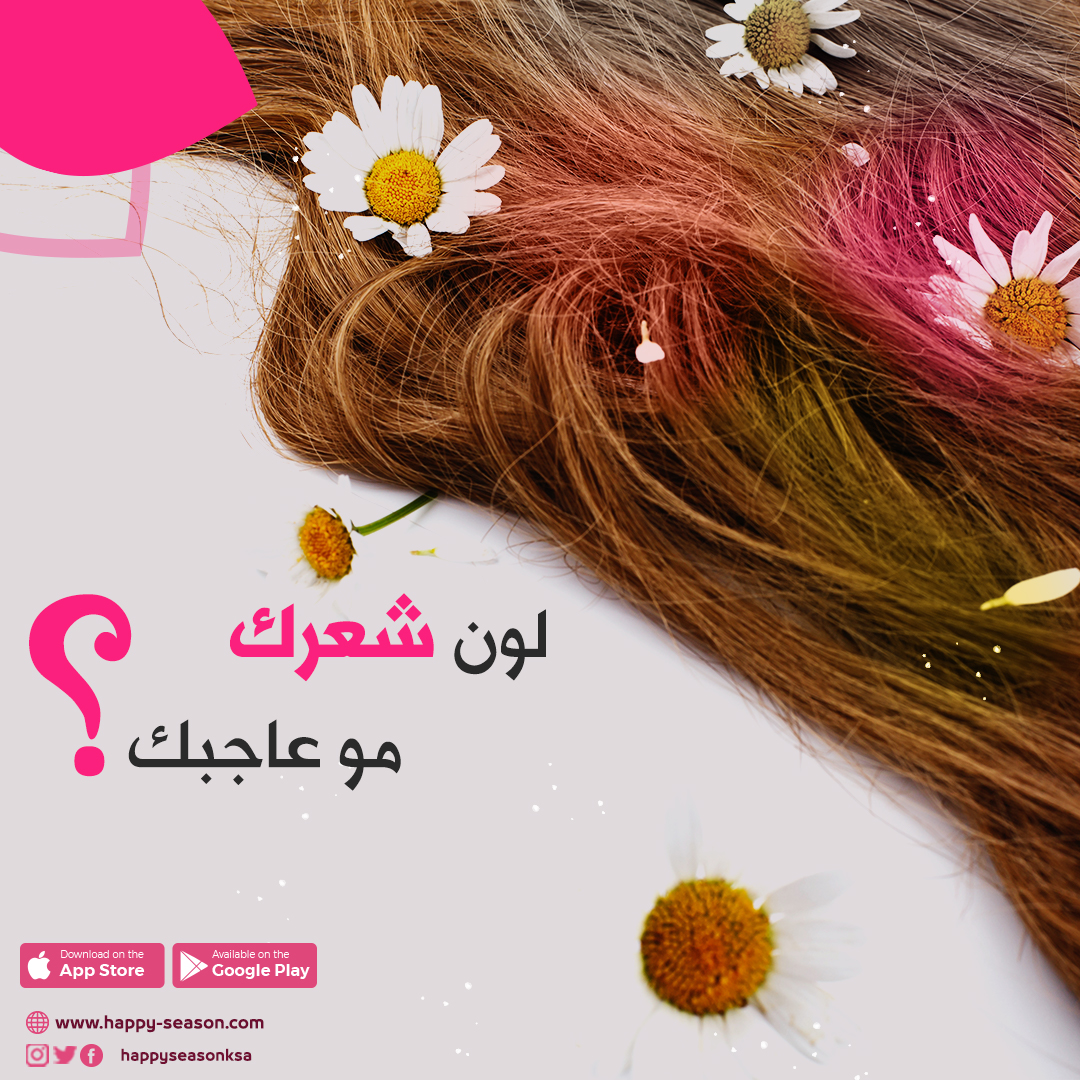 لون شعرك
مو عاجبك ؟
Download on the
App Store
Available on the
Google Play
www.happy-season.com
happyseasonksa